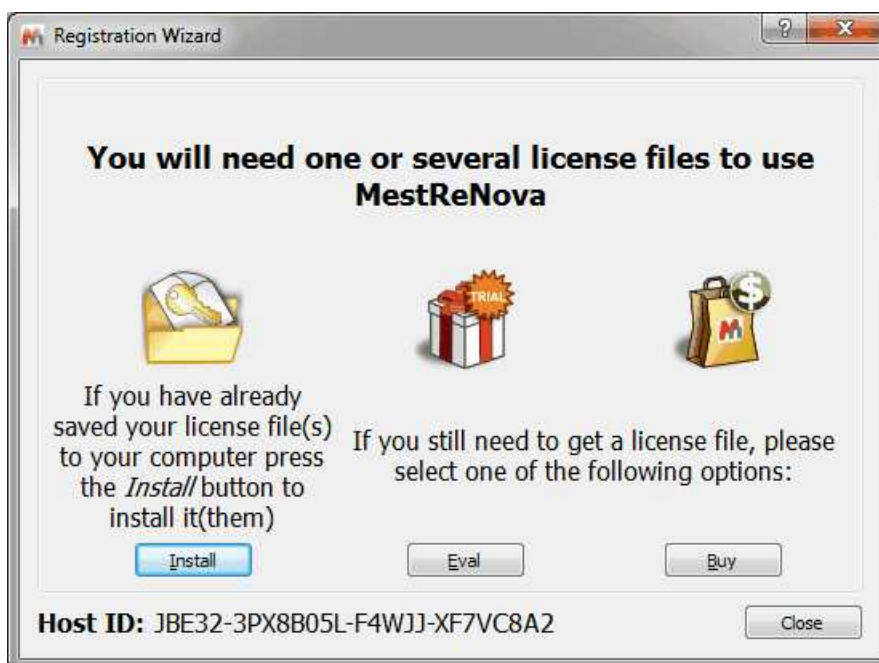 Registration Wizard
You will need one or several license files to use
MestReNova
TRIAL
$
If you have already
saved your license file(s)
to your computer press
the Install button to
install it(them)
If you still need to get a license file, please
select one of the following options:
Install
Eval
Buy
Host ID: JBE32-3PX8B05L-F4WJJ-XF7VC8A2
Close